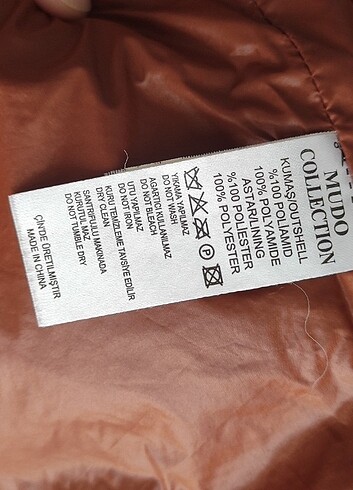 MUDO
COLLECTION
KUMAŞ/OUTSHELL
%100 POLİAMİD
100% POLYAMIDE
ASTAR/LINING
%100 POLİESTER
100% POLYESTER
P
YIKAMA YAPILMAZ
DO NOT WASH
AĞARTICI KULLANILMAZ
DO NOT BLEACH
ÜTÜ YAPILMAZ
DO NOT IRON
KURU TEMİZLEME TAVSİYE EDİLİR
DRY CLEAN
SANTRİFUJLU MAKİNADA
KURUTULMAZ
DO NOT TUMBLE DRY
ÇİNDE ÜRETİLMİŞTİR
MADE IN CHINA